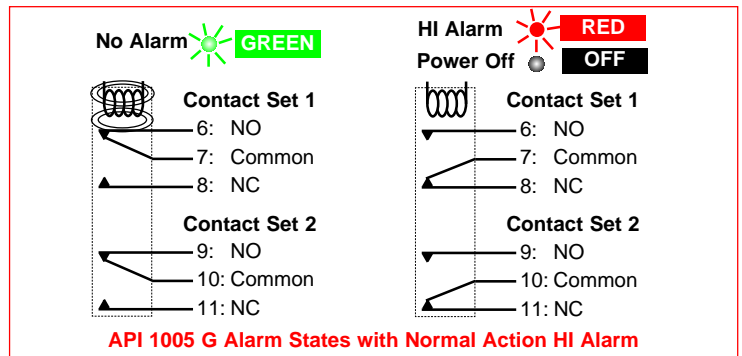 No Alarm GREEN
Contact Set 1
6: NO
7: Common
8: NC
Contact Set 2
9: NO
10: Common
11: NC
HI Alarm RED
Power Off OFF
Contact Set 1
6: NO
7: Common
8: NC
Contact Set 2
9: NO
10: Common
11: NC
API 1005 G Alarm States with Normal Action HI Alarm